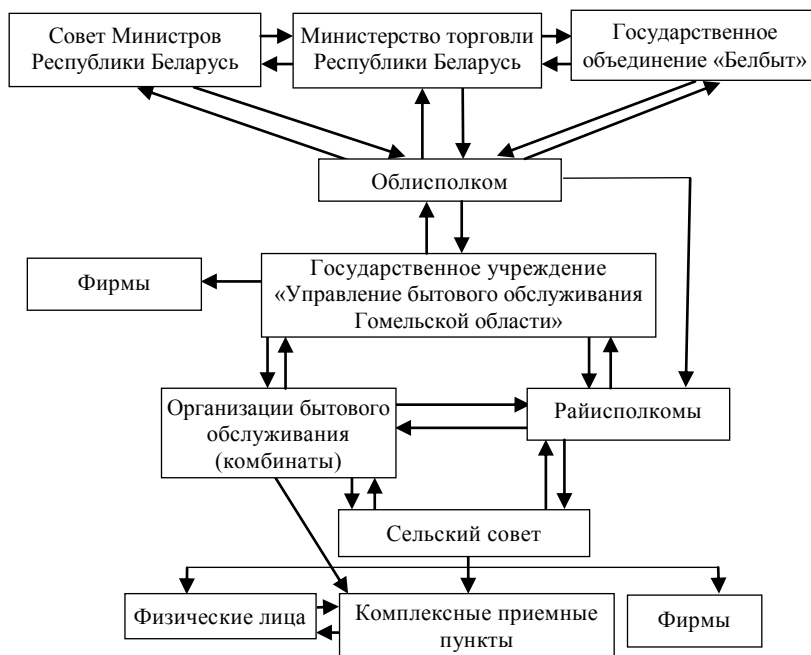 Совет Министров
Республики Беларусь
Министерство торговли
Республики Беларусь
Государственное
объединение «Белбыт»
Облисполком
Фирмы
Государственное учреждение
«Управление бытового обслуживания
Гомельской области»
Организации бытового
обслуживания
(комбинаты)
Райисполкомы
Сельский совет
Физические лица
Комплексные приемные
пункты
Фирмы